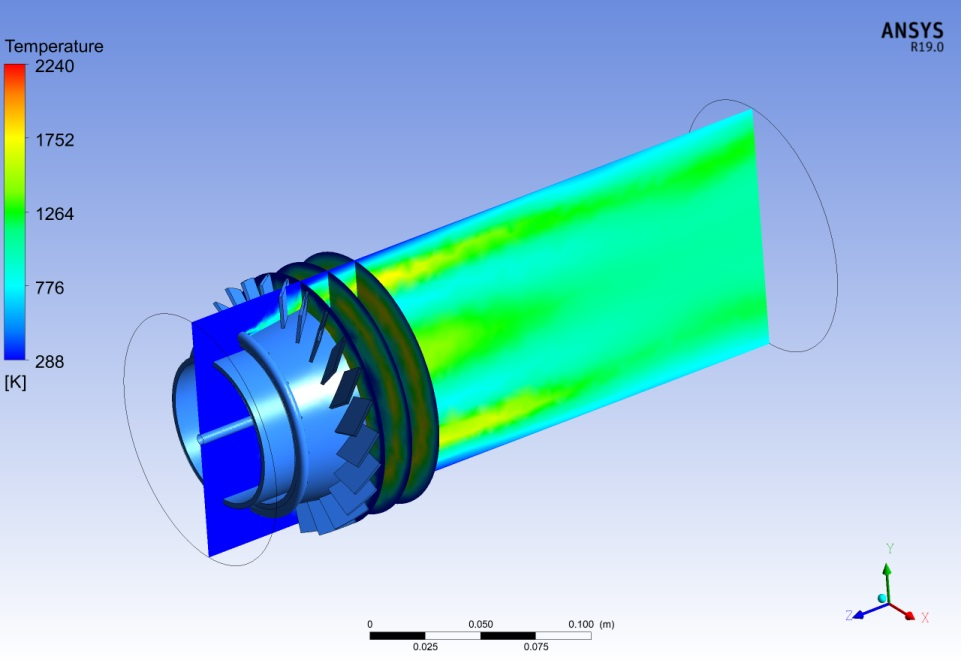 ANSYS
R19.0
Temperature
2240
1752
1264
776
288
[K]
0 0.050 0.100 (m)
0.025 0.075
Y
Z X